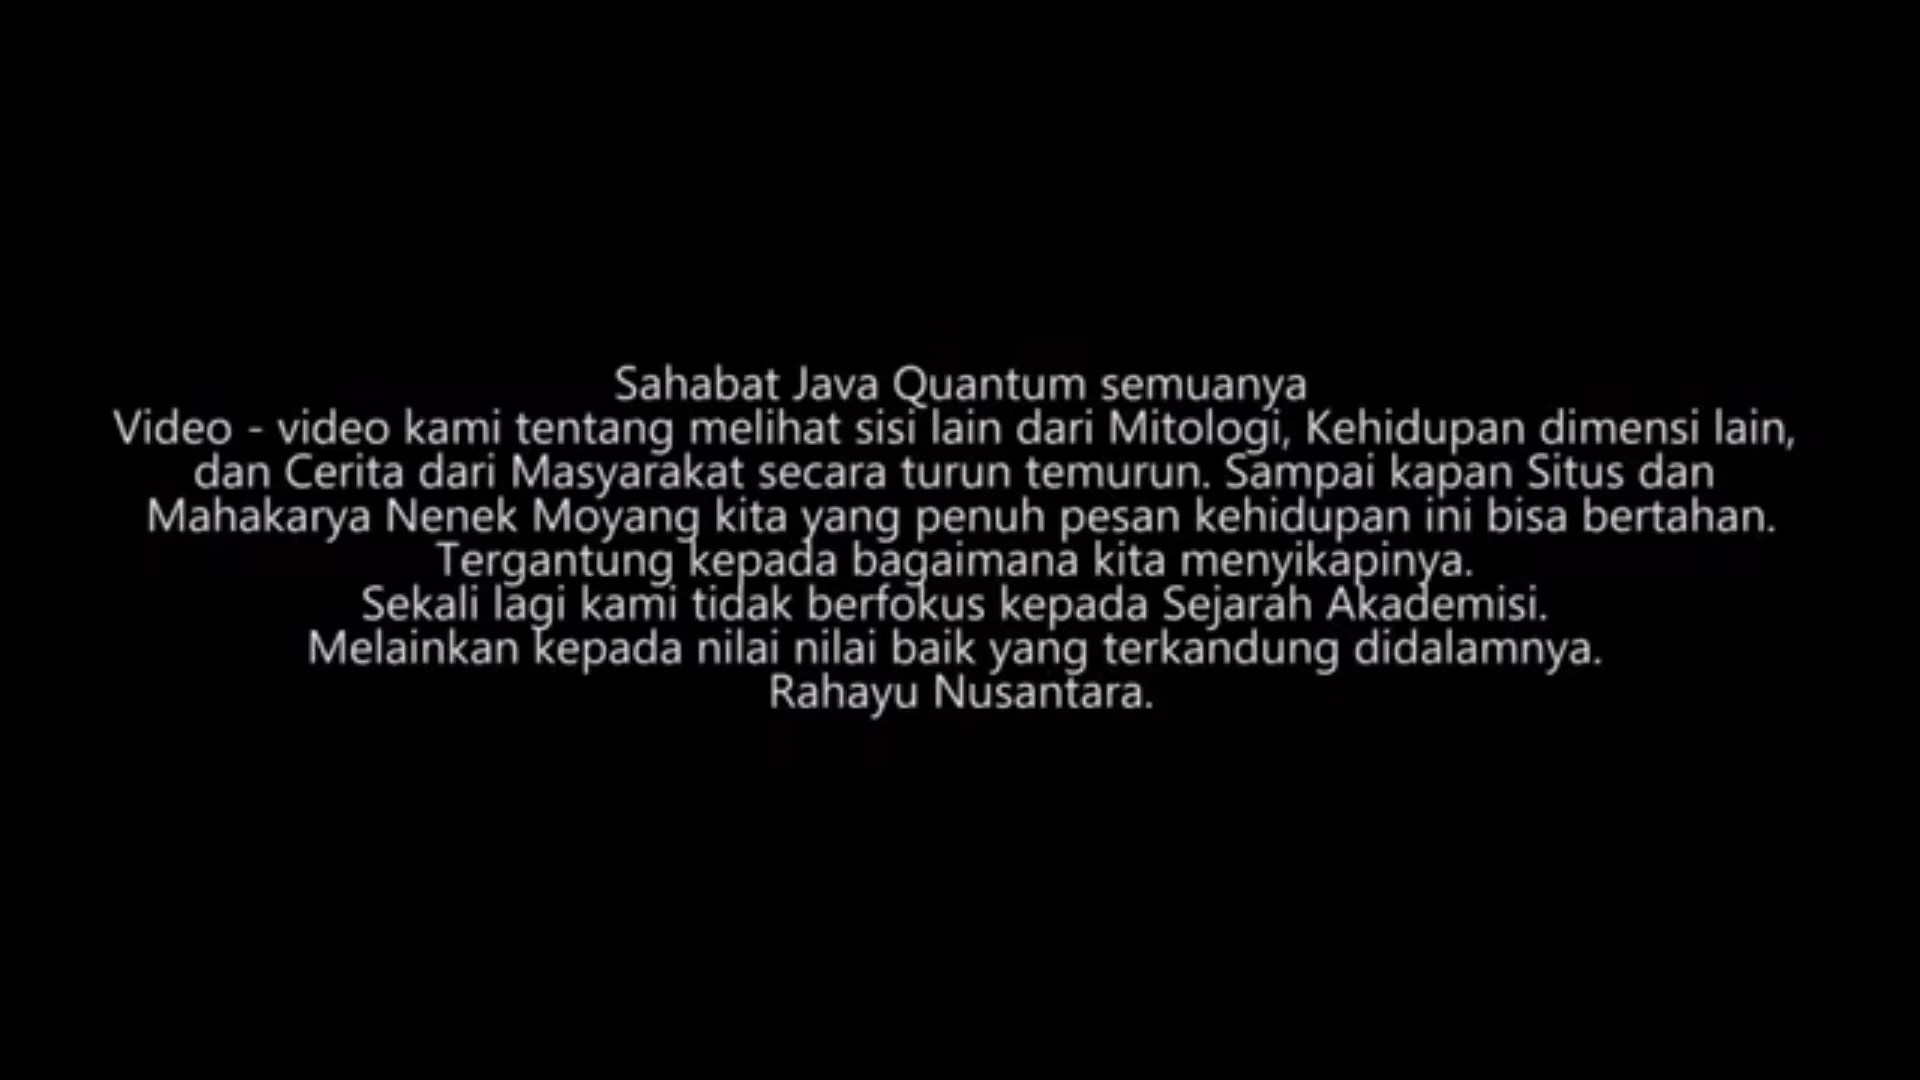 Sahabat Java Quantum semuanya
Video - video kami tentang melihat sisi lain dari Mitologi, Kehidupan dimensi lain,
dan Cerita dari Masyarakat secara turun temurun. Sampai kapan Situs dan
Mahakarya Nenek Moyang kita yang penuh pesan kehidupan ini bisa bertahan.
Tergantung kepada bagaimana kita menyikapinya.
Sekali lagi kami tidak berfokus kepada Sejarah Akademisi.
Melainkan kepada nilai nilai baik yang terkandung didalamnya.
Rahayu Nusantara.